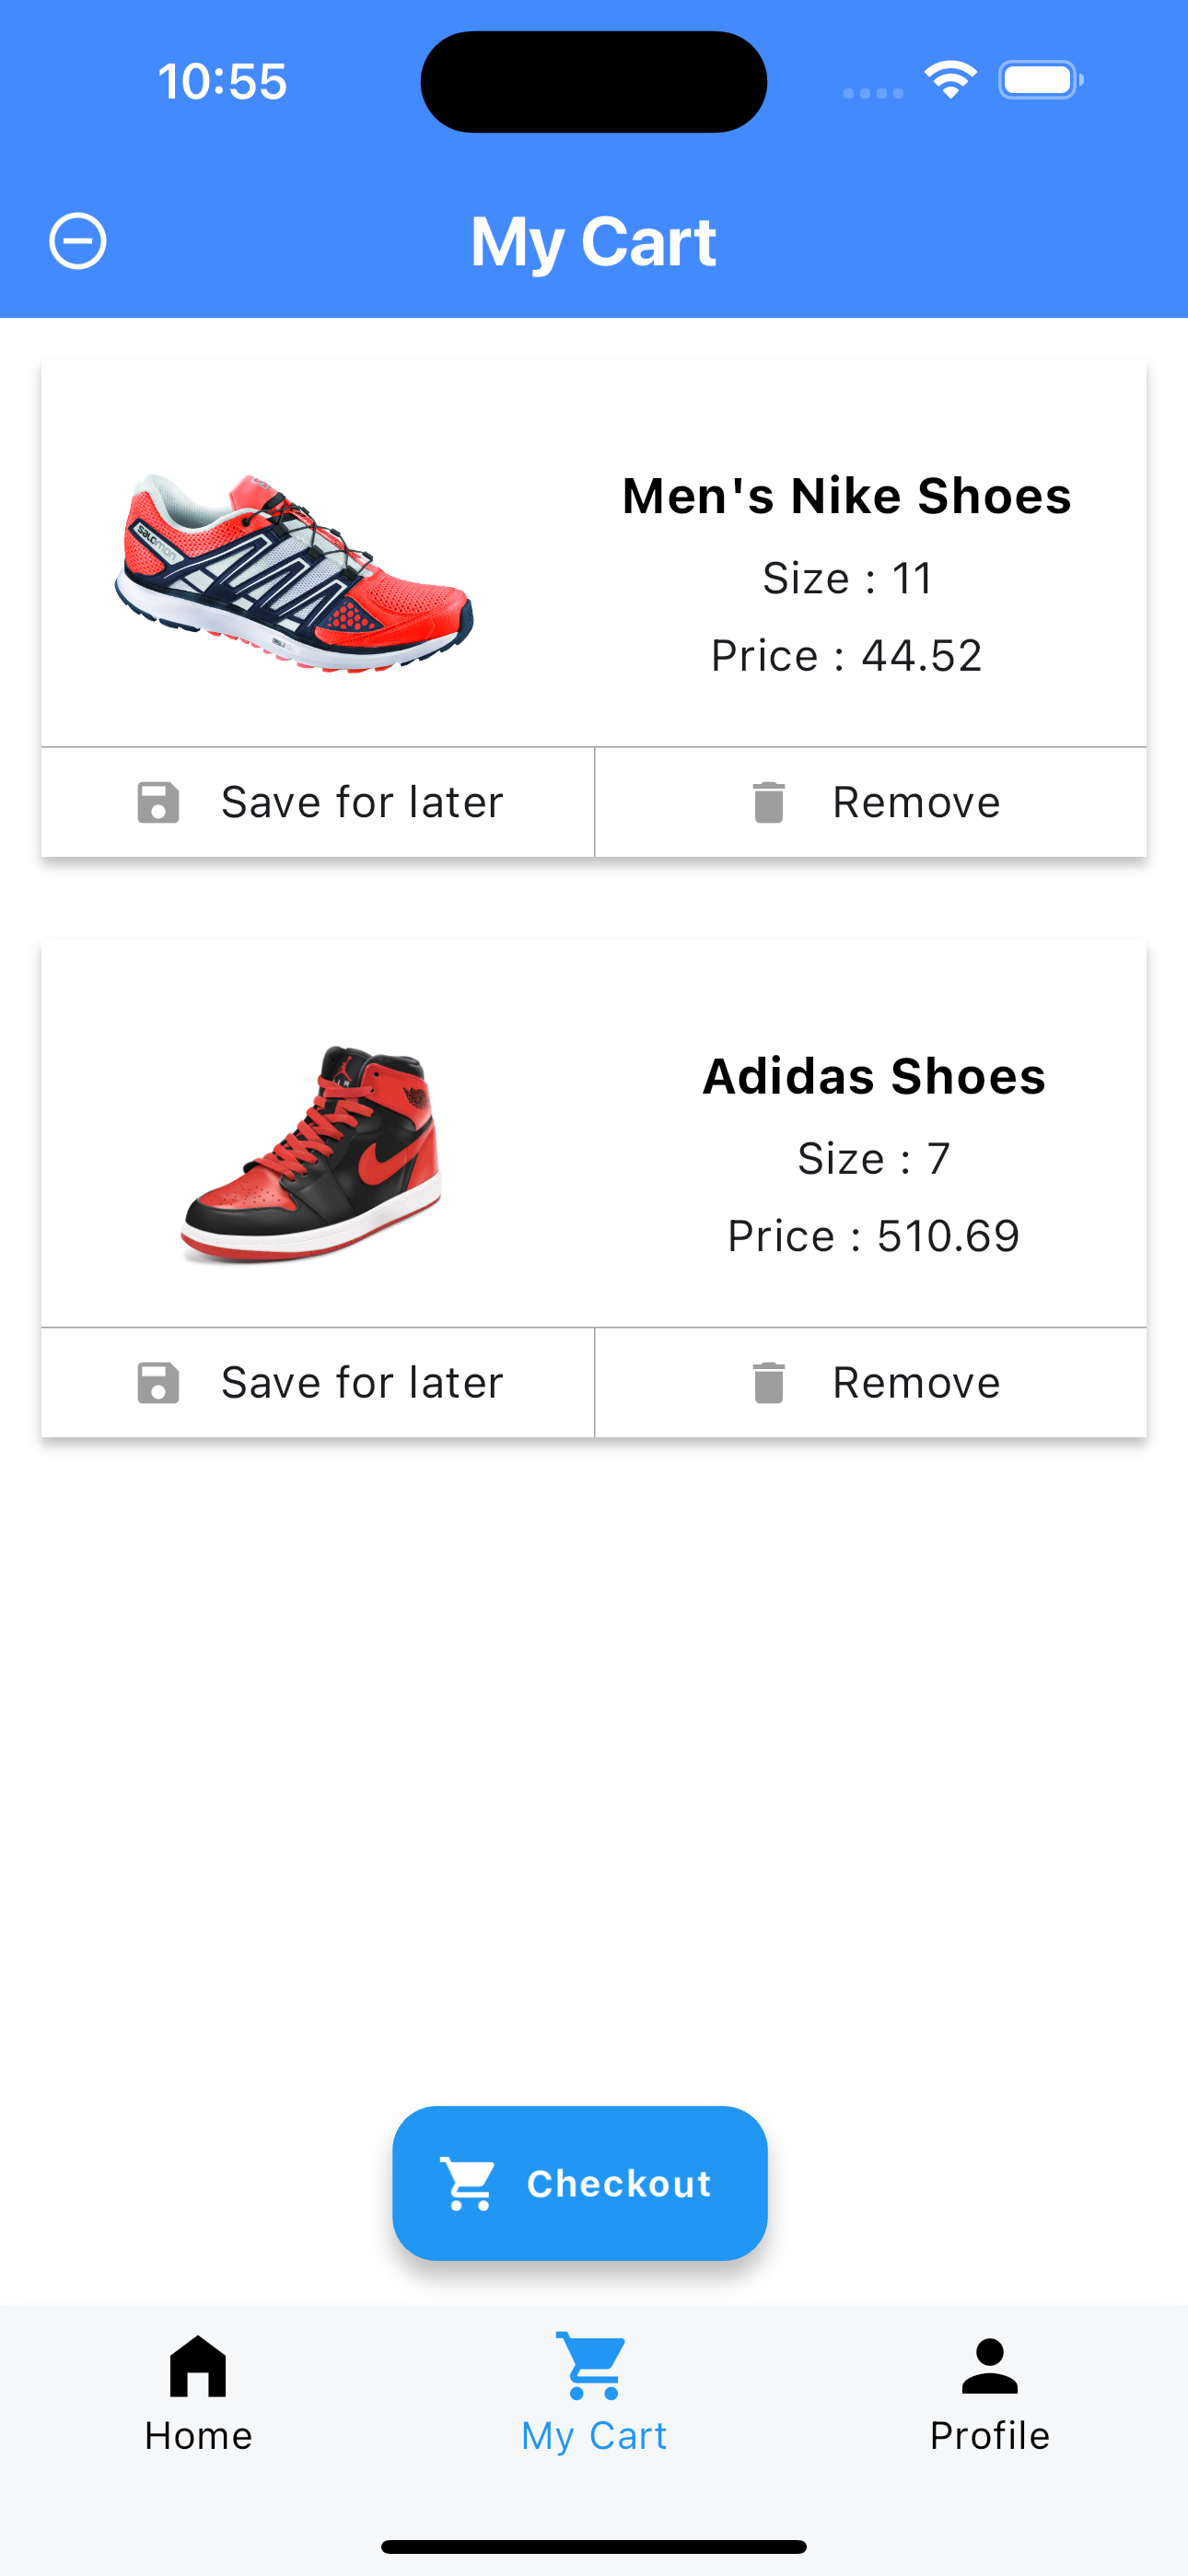 10:55
My Cart
salomon
Men's Nike Shoes
Size : 11
Price : 44.52
Save for later
Remove
Adidas Shoes
Size : 7
Price : 510.69
Save for later
Remove
Checkout
Home
My Cart
Profile